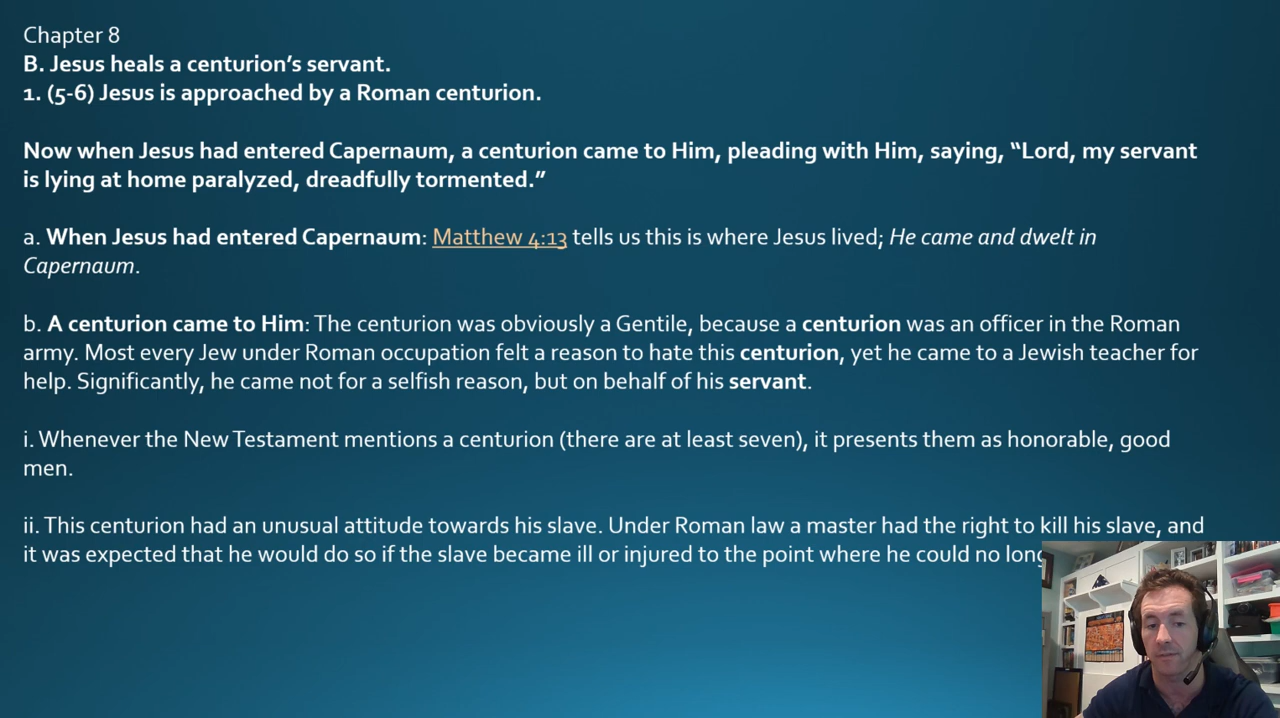 Chapter 8
B. Jesus heals a centurion’s servant.
1. (5-6) Jesus is approached by a Roman centurion.
Now when Jesus had entered Capernaum, a centurion came to Him, pleading with Him, saying, “Lord, my servant
is lying at home paralyzed, dreadfully tormented.”
a. When Jesus had entered Capernaum: Matthew 4:13 tells us this is where Jesus lived; He came and dwelt in
Capernaum.
b. A centurion came to Him: The centurion was obviously a Gentile, because a centurion was an officer in the Roman
army. Most every Jew under Roman occupation felt a reason to hate this centurion, yet he came to a Jewish teacher for
help. Significantly, he came not for a selfish reason, but on behalf of his servant.
i. Whenever the New Testament mentions a centurion (there are at least seven), it presents them as honorable, good
men.
ii. This centurion had an unusual attitude towards his slave. Under Roman law a master had the right to kill his slave, and
it was expected that he would do so if the slave became ill or injured to the point where he could no